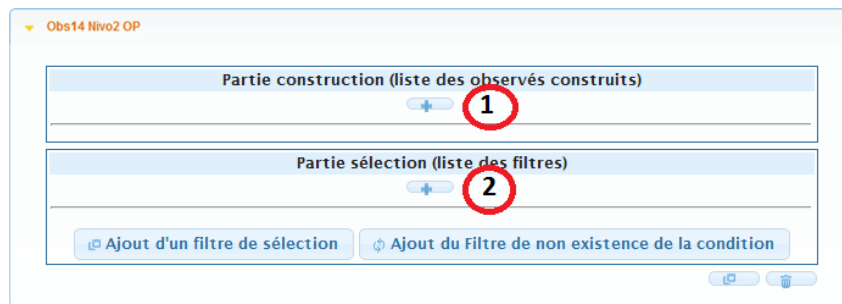 Obs14 Nivo2 OP
Partie construction (liste des observés construits)
1
Partie sélection (liste des filtres)
2
Ajout d'un filtre de sélection Ajout du Filtre de non existence de la condition